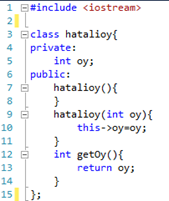 1 #include <iostream>
2
3 class hatalioy{
4 private:
5 int oy;
6 public:
7 hatalioy(){
8 }
9 hatalioy(int oy){
10 this->oy=oy;
11 }
12 int getOy(){
13 return oy;
14 }
15 };